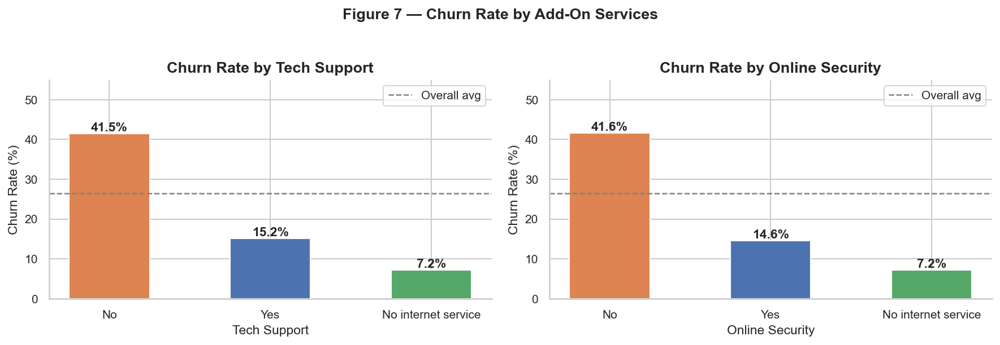 Figure 7 — Churn Rate by Add-On Services
Churn Rate by Tech Support
Overall avg
Churn Rate (%)
50
40
30
20
10
0
41.5%
15.2%
7.2%
No
Yes
No internet service
Tech Support
Churn Rate by Online Security
Overall avg
Churn Rate (%)
50
40
30
20
10
0
41.6%
14.6%
7.2%
No
Yes
No internet service
Online Security